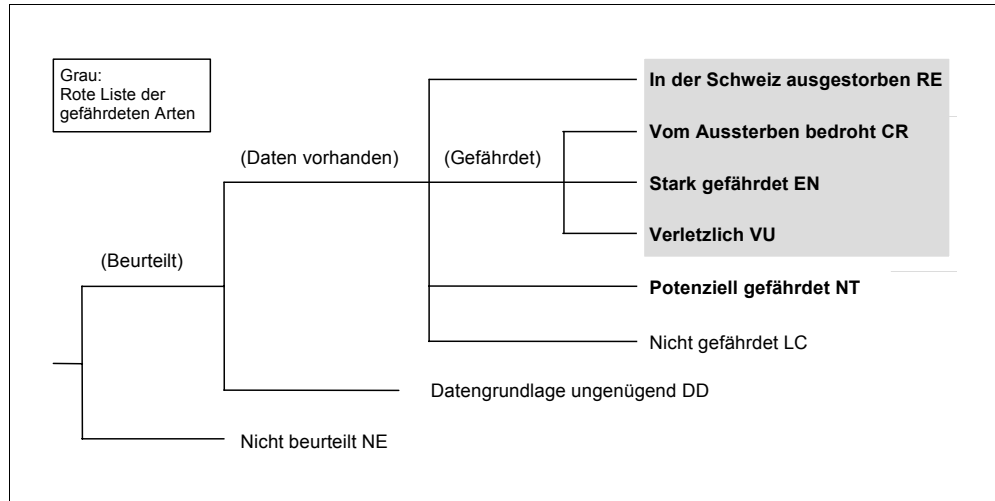 Grau:
Rote Liste der
gefährdeten Arten
In der Schweiz ausgestorben RE
Vom Aussterben bedroht CR
(Daten vorhanden)
(Gefährdet)
Stark gefährdet EN
Verletzlich VU
(Beurteilt)
Potenziell gefährdet NT
Nicht gefährdet LC
Datengrundlage ungenügend DD
Nicht beurteilt NE